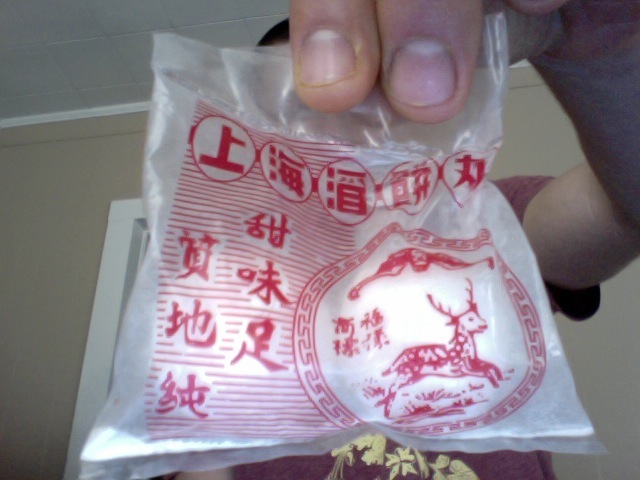 上海酒餅丸
甜味足
質地純
福祿
商標